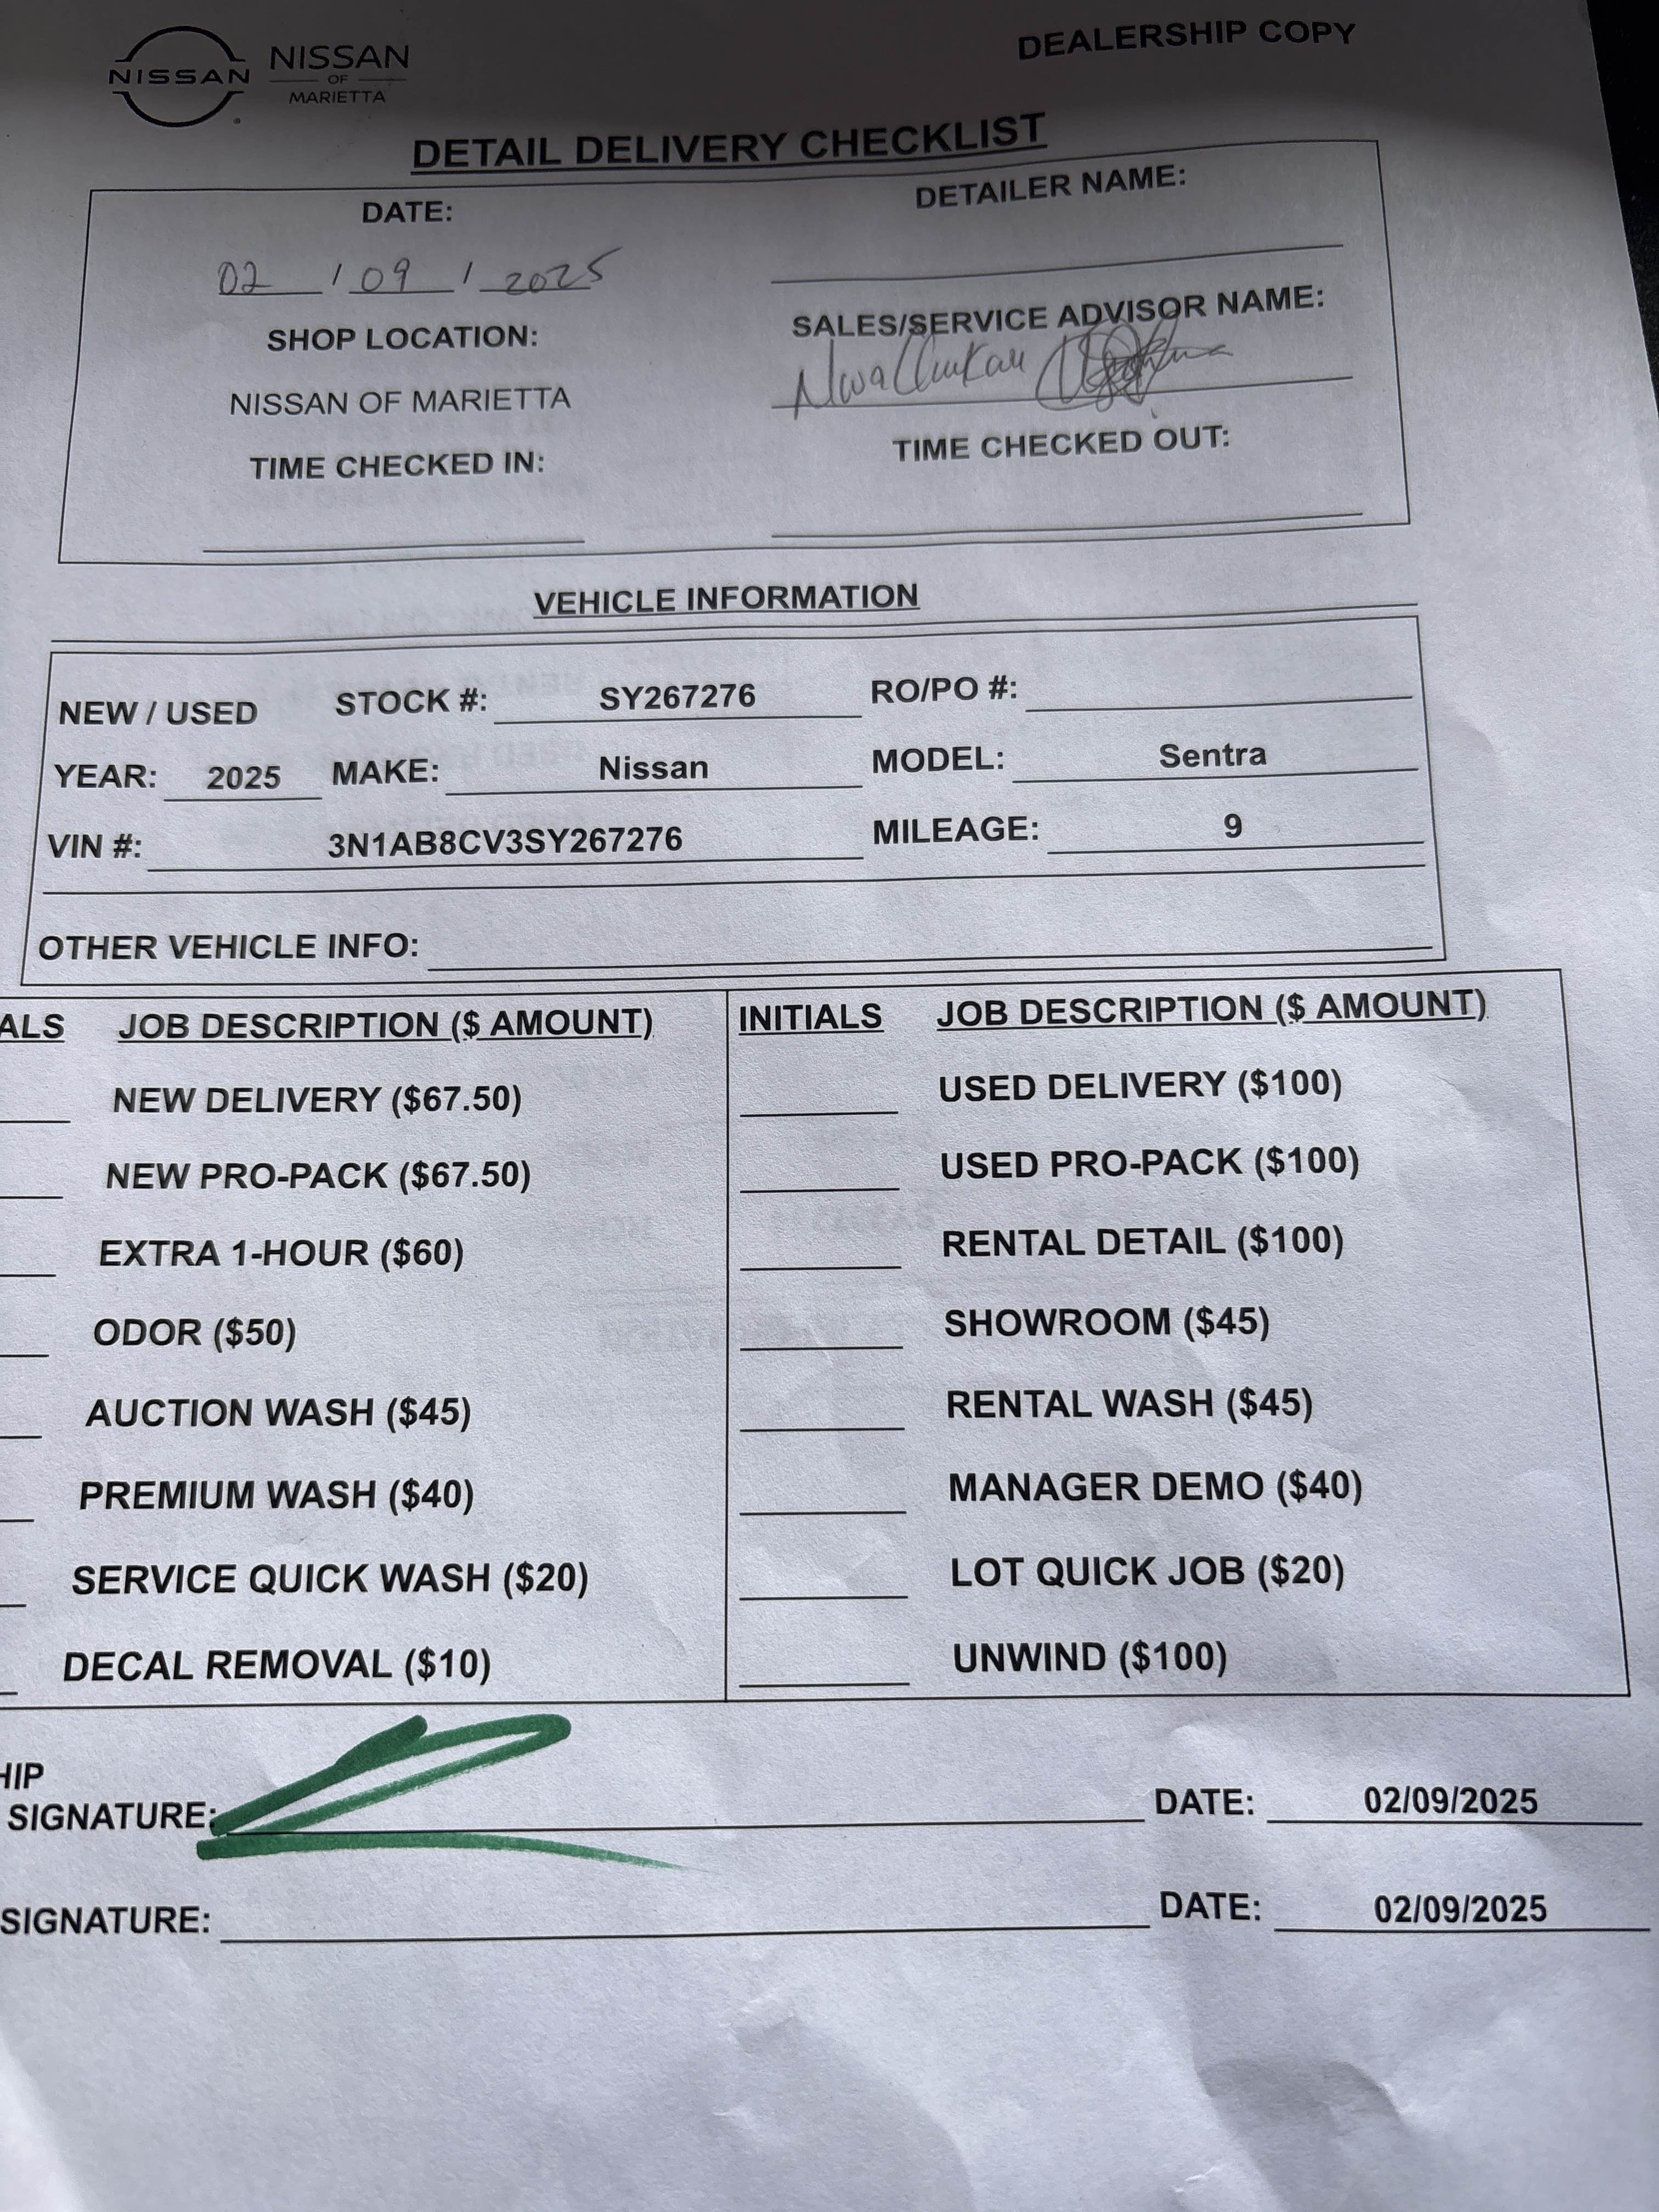 DEALERSHIP COPY
NISSAN NISSAN
OF
MARIETTA
DETAIL DELIVERY CHECKLIST
DATE: DETAILER NAME:
02 / 09 / 2025
SHOP LOCATION: SALES/SERVICE ADVISOR NAME:
NISSAN OF MARIETTA
TIME CHECKED IN: TIME CHECKED OUT:
VEHICLE INFORMATION
NEW / USED STOCK #: SY267276 RO/PO #:
YEAR: 2025 MAKE: Nissan MODEL: Sentra
VIN #: 3N1AB8CV3SY267276 MILEAGE: 9
OTHER VEHICLE INFO:
ALS JOB DESCRIPTION ($ AMOUNT) INITIALS JOB DESCRIPTION ($ AMOUNT)
NEW DELIVERY ($67.50) USED DELIVERY ($100)
NEW PRO-PACK ($67.50) USED PRO-PACK ($100)
EXTRA 1-HOUR ($60) RENTAL DETAIL ($100)
ODOR ($50) SHOWROOM ($45)
AUCTION WASH ($45) RENTAL WASH ($45)
PREMIUM WASH ($40) MANAGER DEMO ($40)
SERVICE QUICK WASH ($20) LOT QUICK JOB ($20)
DECAL REMOVAL ($10) UNWIND ($100)
HIP
SIGNATURE: DATE: 02/09/2025
SIGNATURE: DATE: 02/09/2025